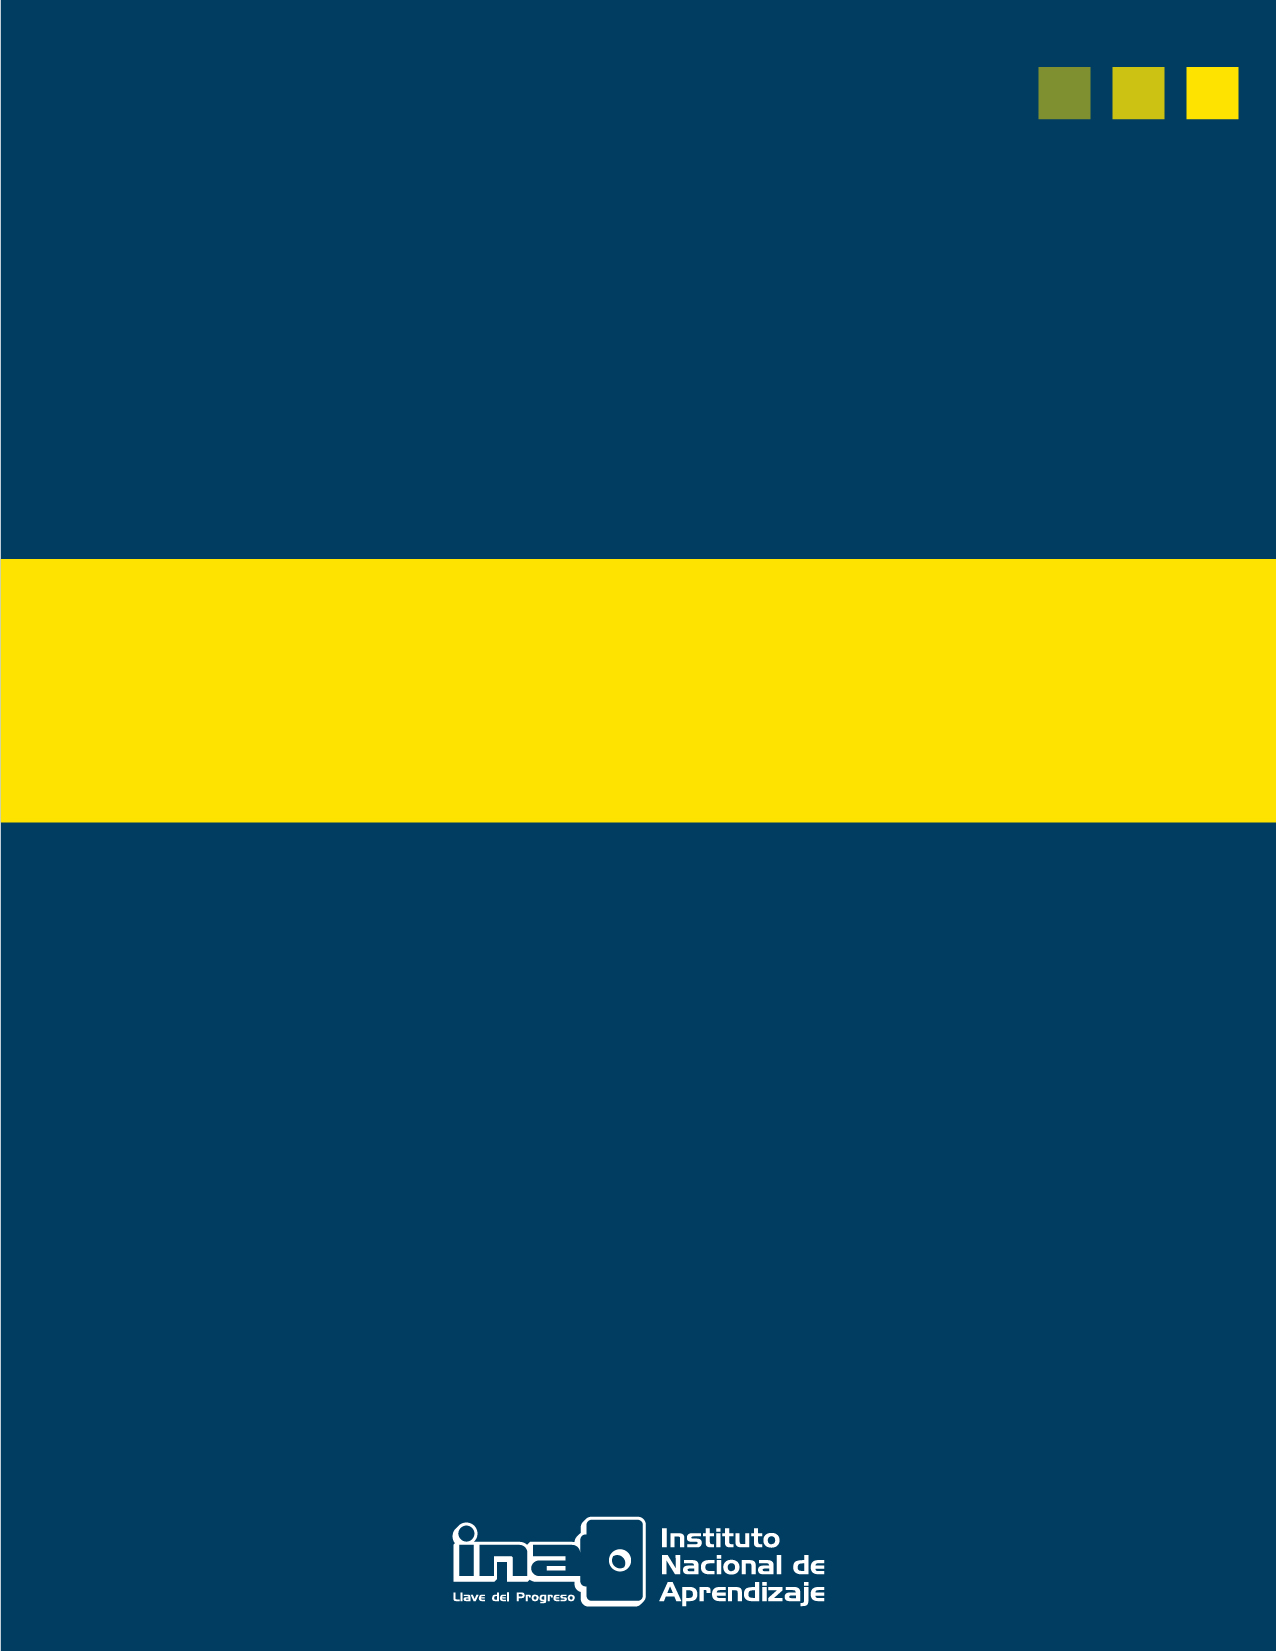 ina
Llave del Progreso
Instituto
Nacional de
Aprendizaje